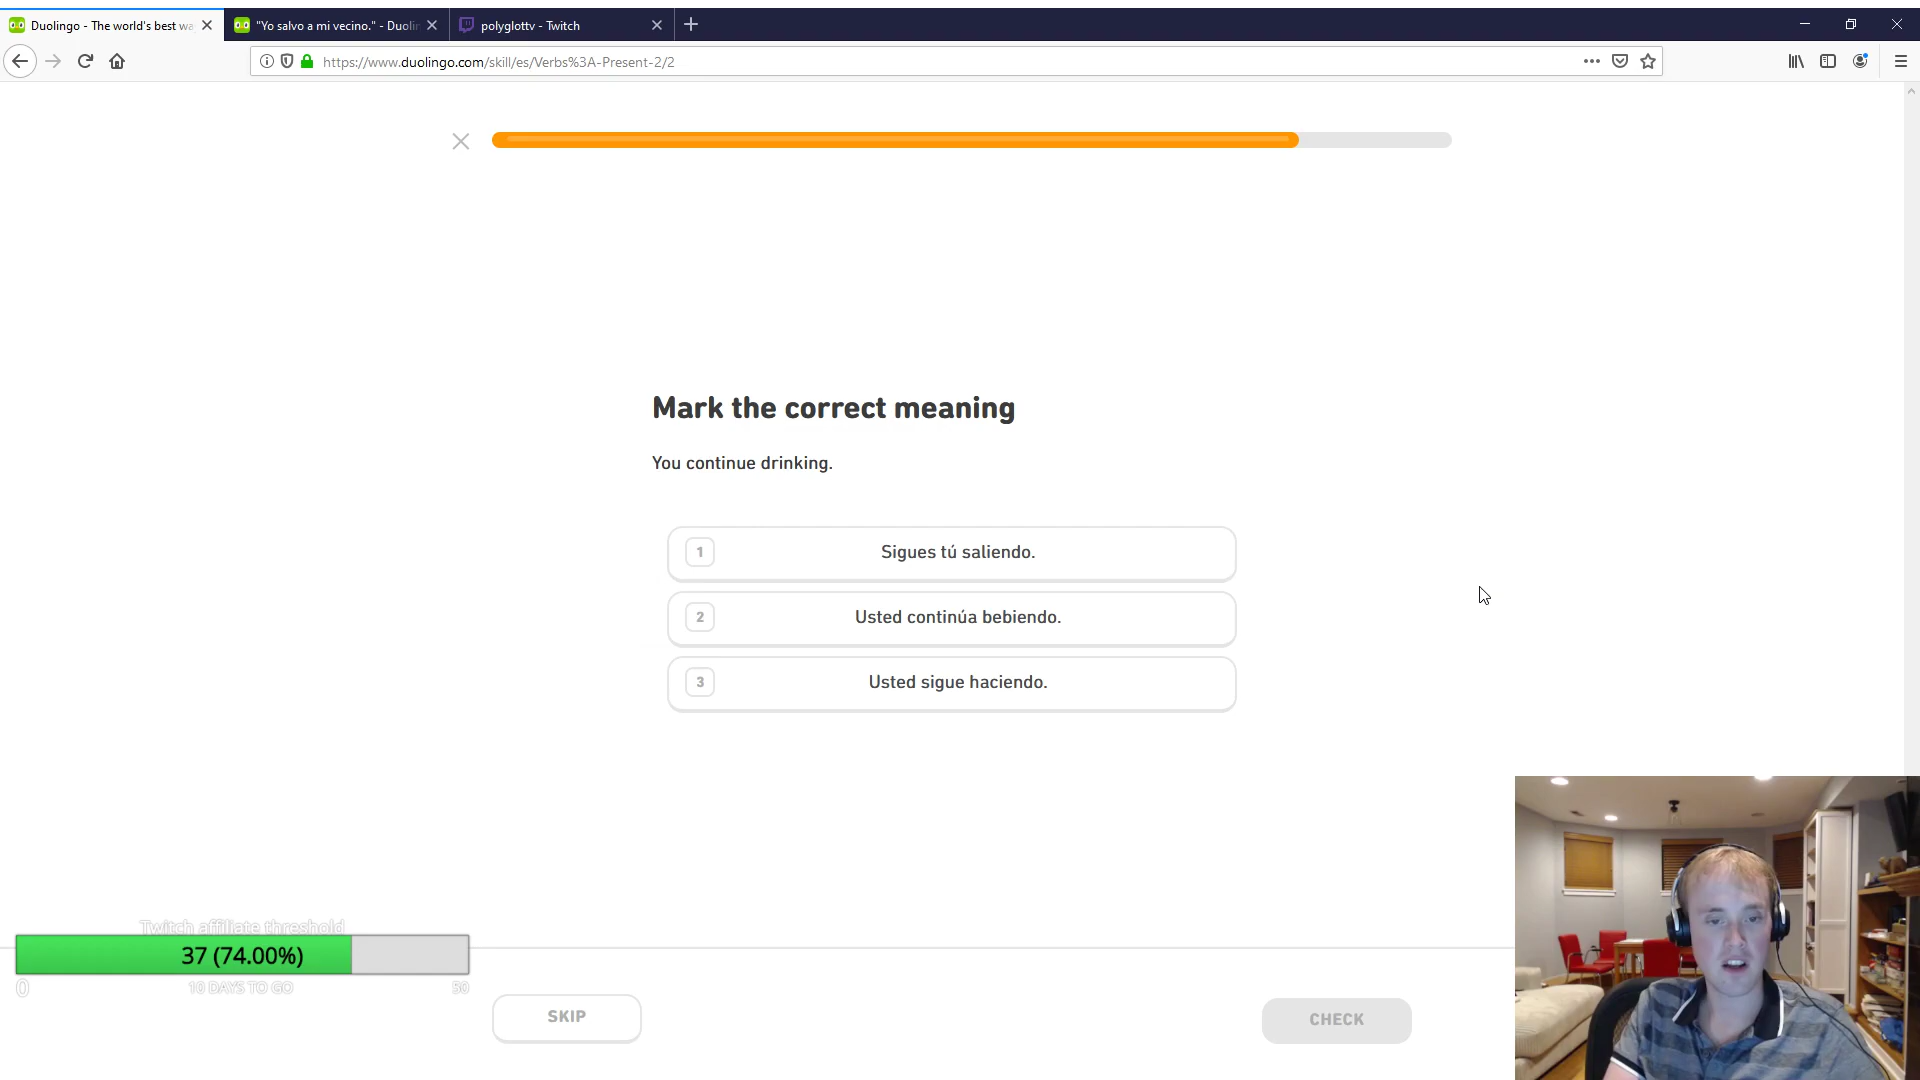 Duolingo - The world's best wa
"Yo salvo a mi vecino." - Duolin
polyglottv - Twitch
https://www.duolingo.com/skill/es/Verbs%3A-Present-2/2
Mark the correct meaning
You continue drinking.
1 Sigues tú saliendo.
2 Usted continúa bebiendo.
3 Usted sigue haciendo.
Twitch affiliate threshold
37 (74.00%)
0 10 DAYS TO GO 50
SKIP
CHECK